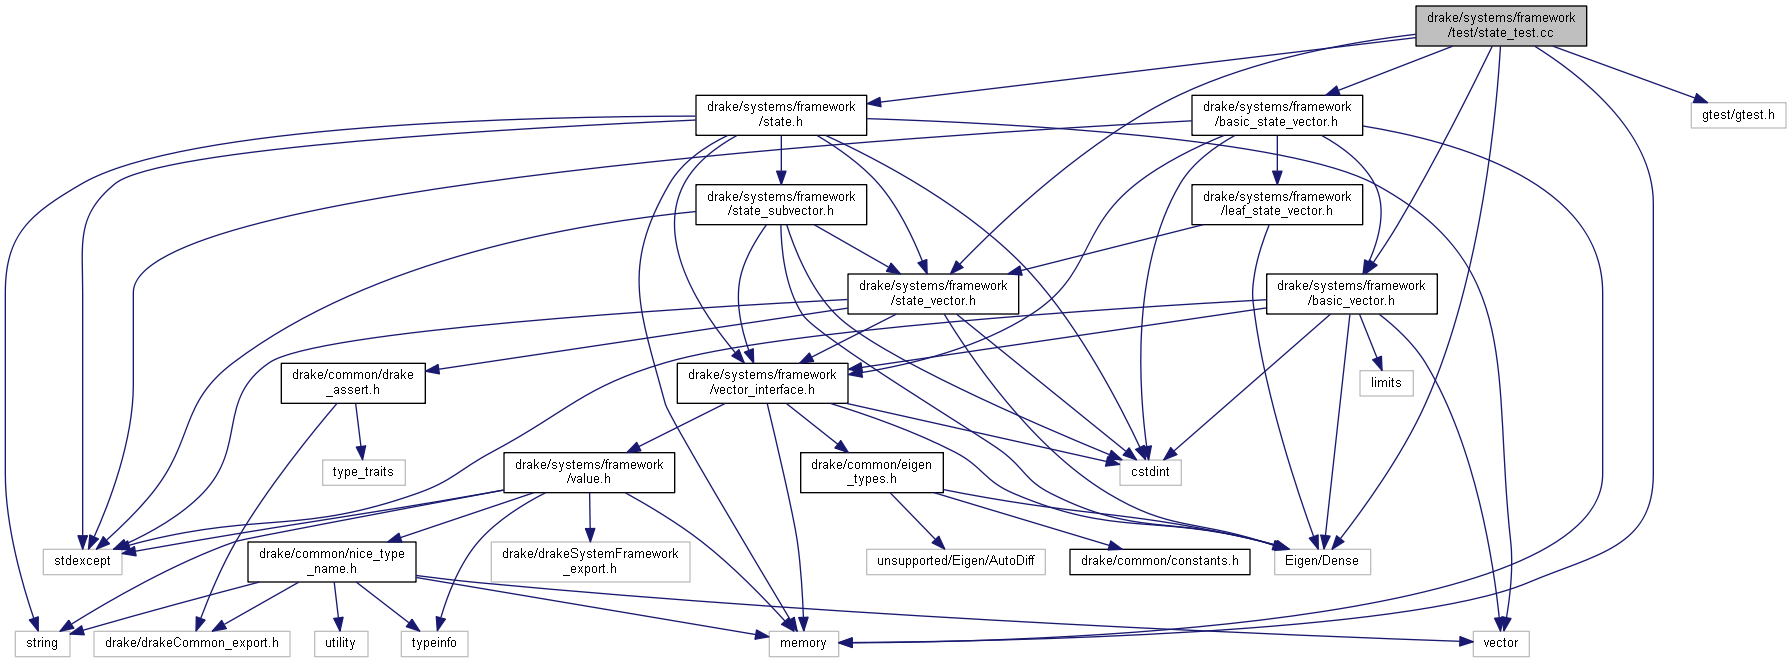 drake/systems/framework
/test/state_test.cc
drake/systems/framework
/state.h
drake/systems/framework
/basic_state_vector.h
gtest/gtest.h
drake/systems/framework
/state_subvector.h
drake/systems/framework
/leaf_state_vector.h
drake/systems/framework
/state_vector.h
drake/systems/framework
/basic_vector.h
drake/common/drake
_assert.h
drake/systems/framework
/vector_interface.h
limits
type_traits
drake/systems/framework
/value.h
drake/common/eigen
_types.h
cstdint
stdexcept
drake/common/nice_type
_name.h
drake/drakeSystemFramework
_export.h
unsupported/Eigen/AutoDiff
drake/common/constants.h
Eigen/Dense
string
drake/drakeCommon_export.h
utility
typeinfo
memory
vector